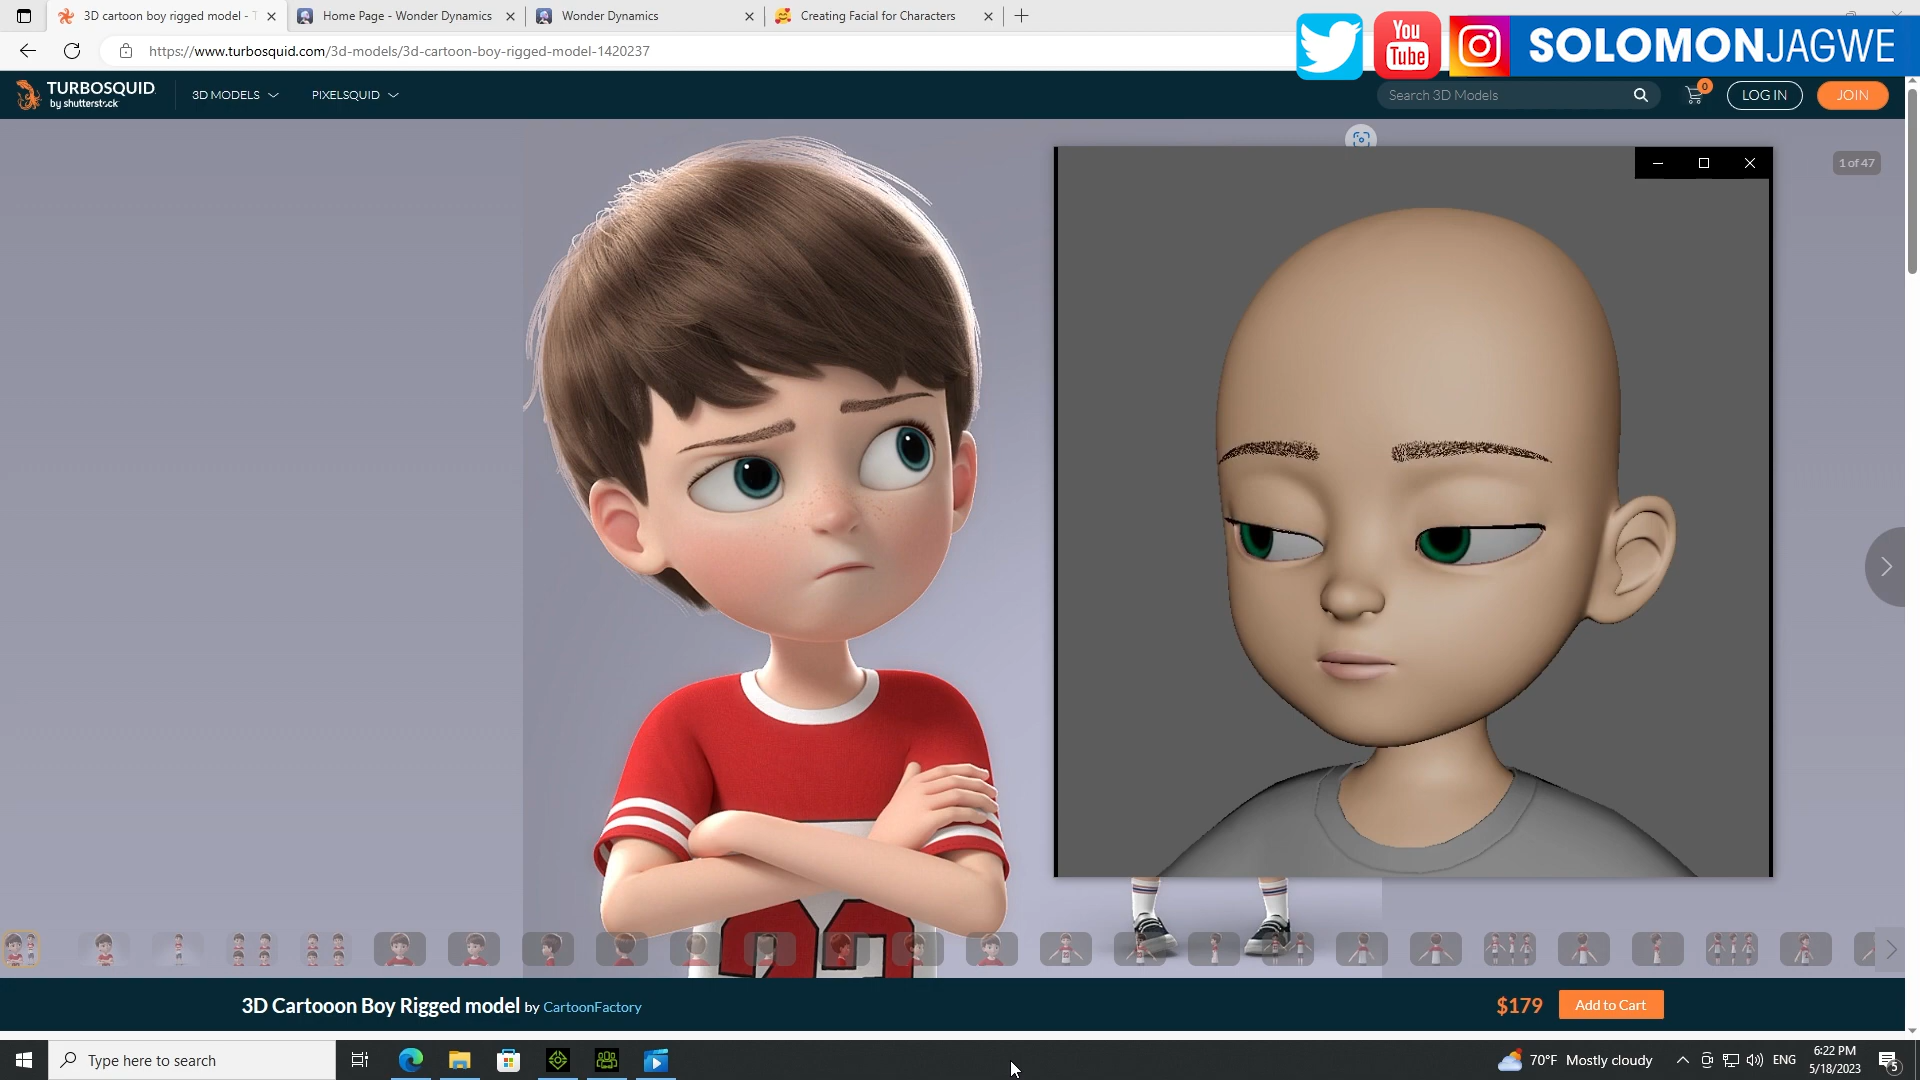 3D cartoon boy rigged model - T
Home Page - Wonder Dynamics
Wonder Dynamics
Creating Facial for Characters
https://www.turbosquid.com/3d-models/3d-cartoon-boy-rigged-model-1420237
You
Tube
SOLOMONJAGWE
TURBOSQUID
by shutterstock
3D MODELS
PIXELSQUID
Search 3D Models
0
LOG IN
JOIN
1 of 47
3D Cartooon Boy Rigged model by CartoonFactory
$179
Add to Cart
Type here to search
70°F Mostly cloudy
ENG
6:22 PM
5/18/2023
5